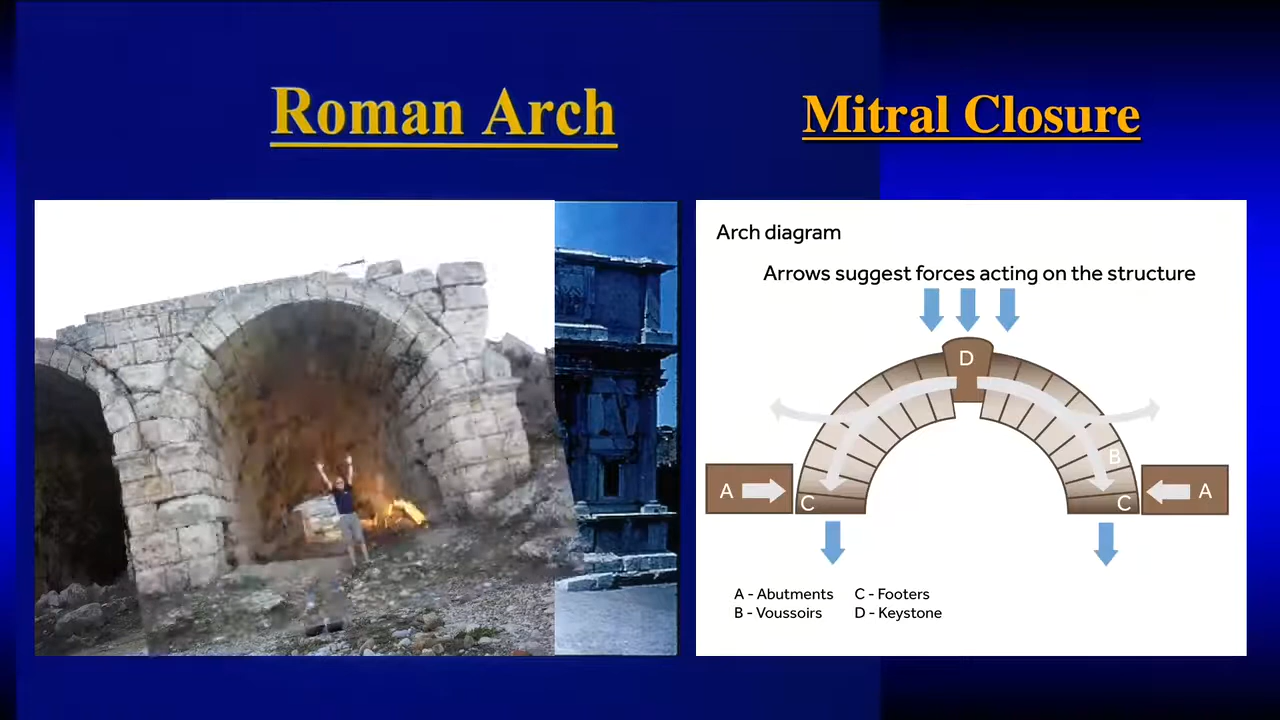 Roman Arch
Mitral Closure
Arch diagram
Arrows suggest forces acting on the structure
D
B
A
C
C
A
A - Abutments
C - Footers
B - Voussoirs
D - Keystone